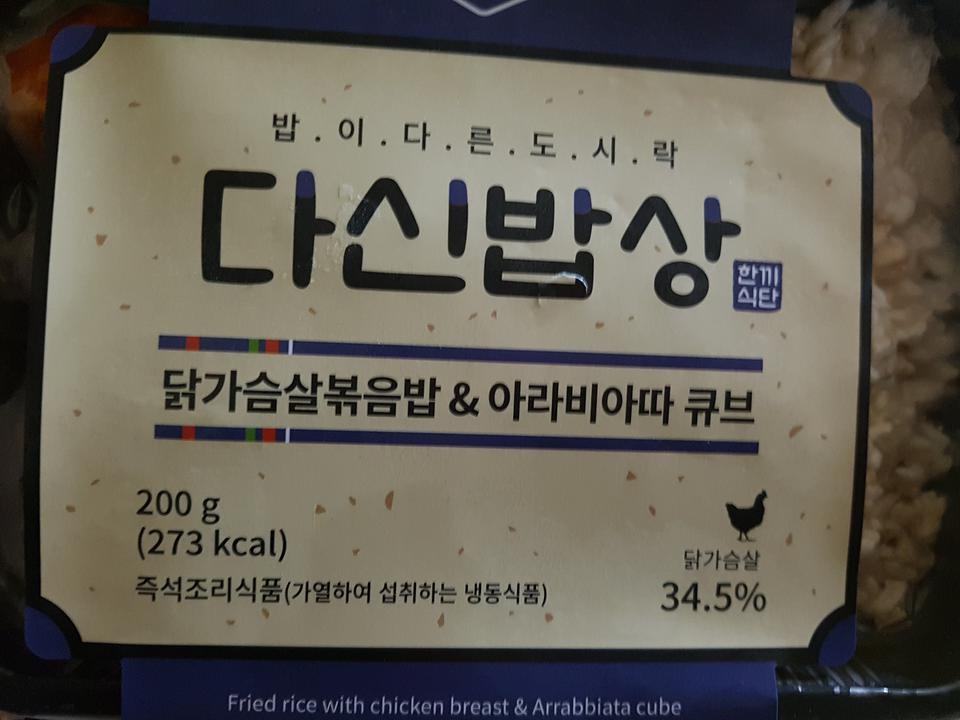 밥.이.다.른.도.시.락
다신밥상
한끼
식단
닭가슴살볶음밥 & 아라비아따 큐브
200 g
(273 kcal)
즉석조리식품(가열하여 섭취하는 냉동식품)
닭가슴살
34.5%
Fried rice with chicken breast & Arrabbiata cube